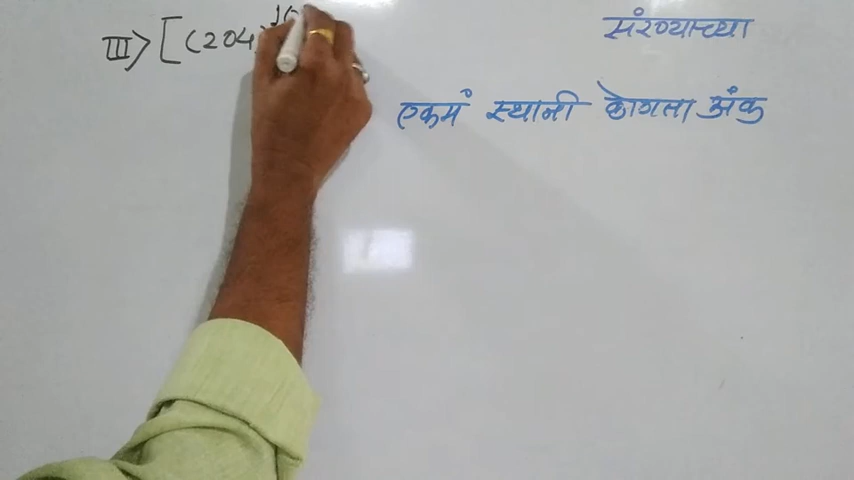 III> [(204
संख्याच्या
एकमं स्थानी कोणता अंक